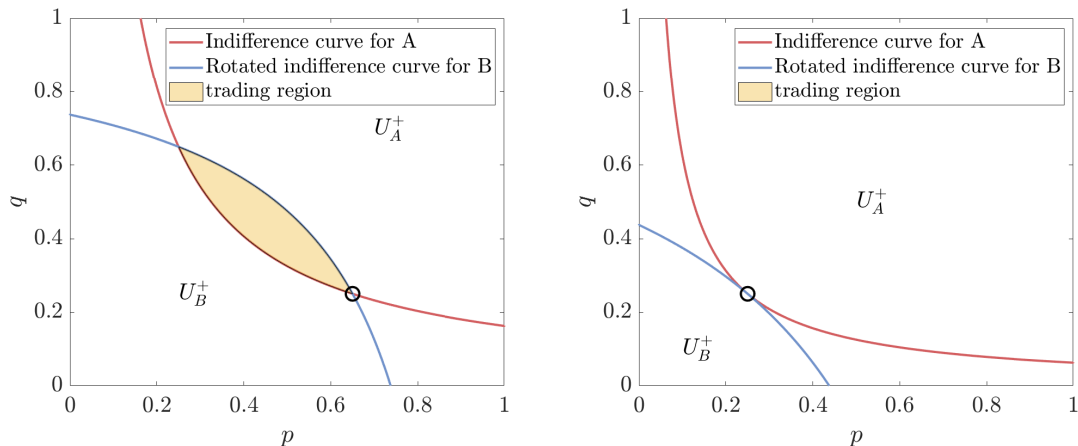 1
0.8
0.6
0.4
0.2
0
q
Indifference curve for A
Rotated indifference curve for B
trading region
U_A^+
U_B^+
0 0.2 0.4 0.6 0.8 1
p
1
0.8
0.6
0.4
0.2
0
q
Indifference curve for A
Rotated indifference curve for B
trading region
U_A^+
U_B^+
0 0.2 0.4 0.6 0.8 1
p